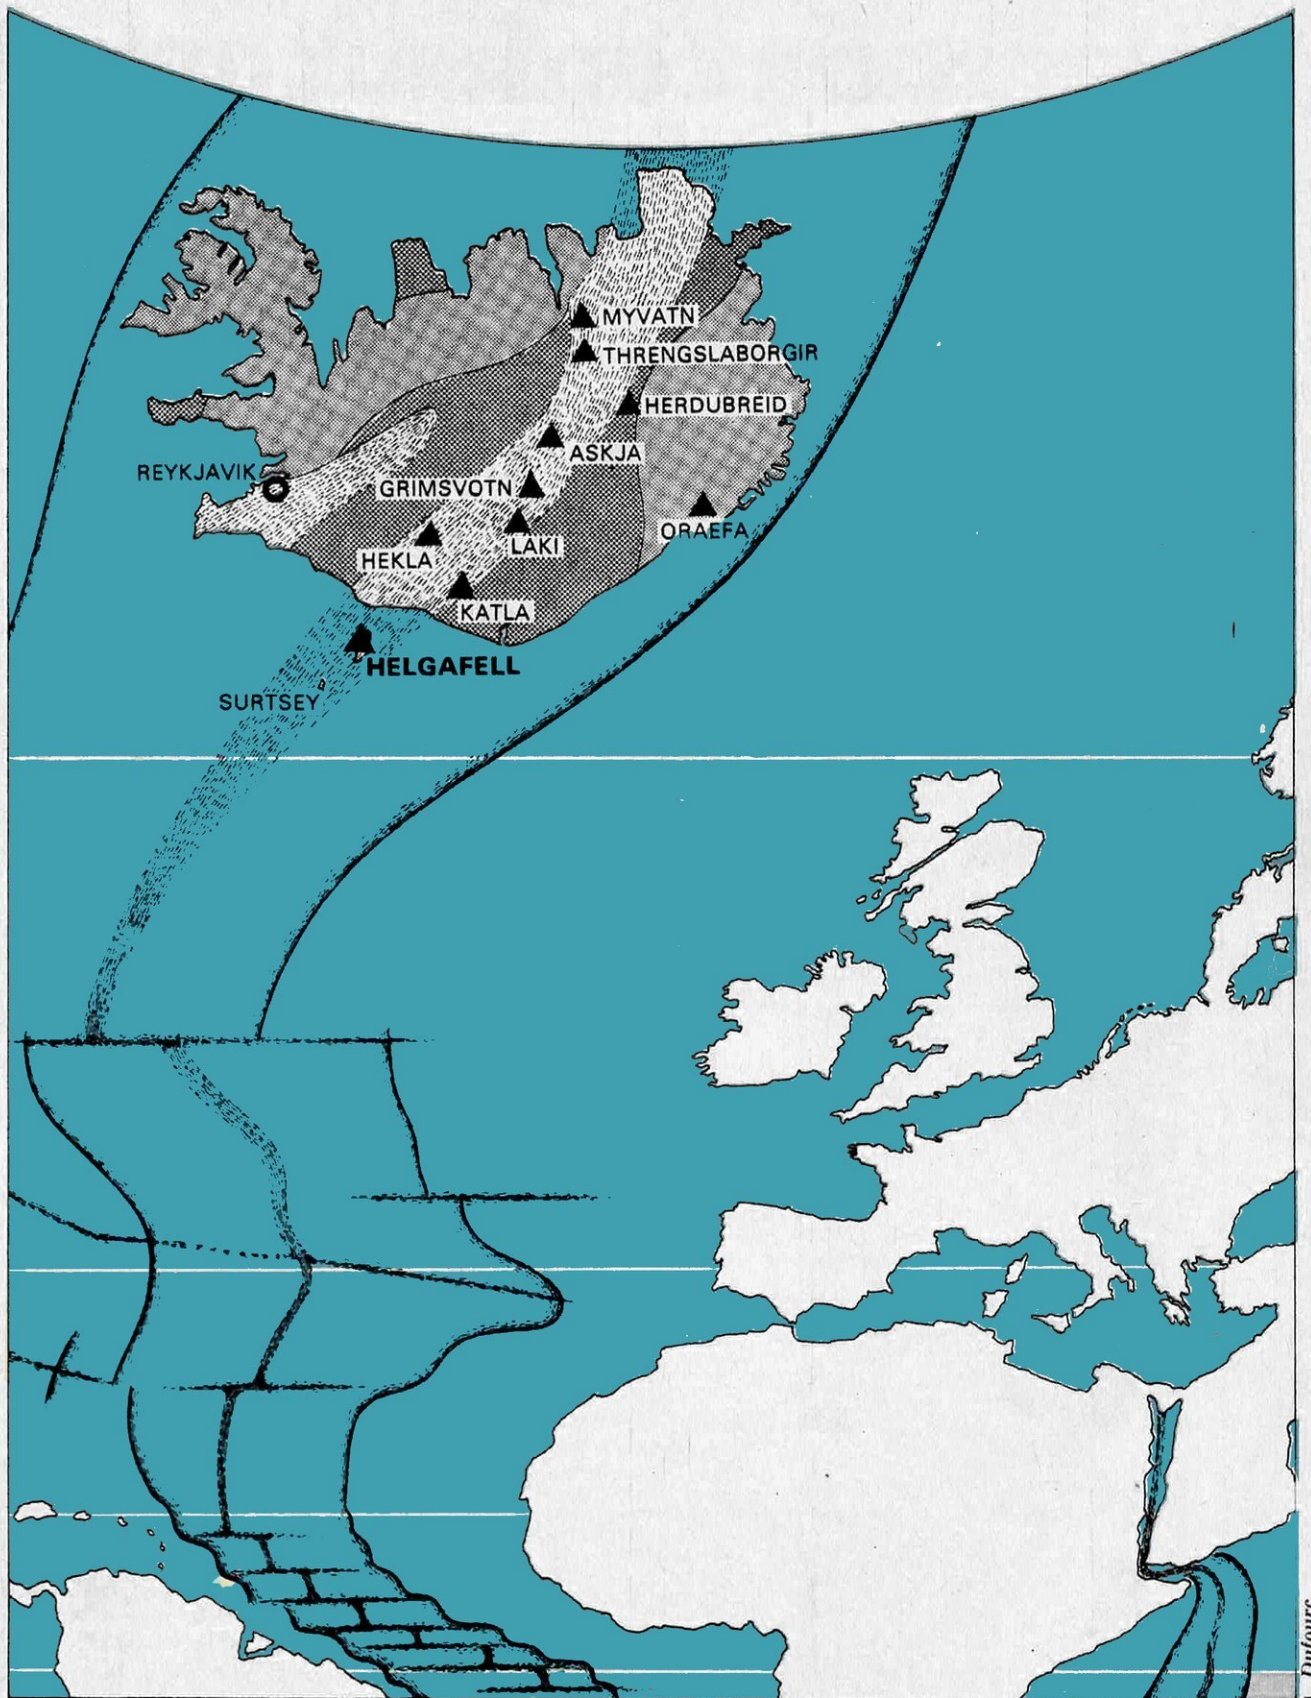 MYVATN
THRENGSLABORGIR
HERDUBREID
ASKJA
REYKJAVIK
GRIMSVOTN
ORAEFA
LAKI
HEKLA
KATLA
HELGAFELL
SURTSEY